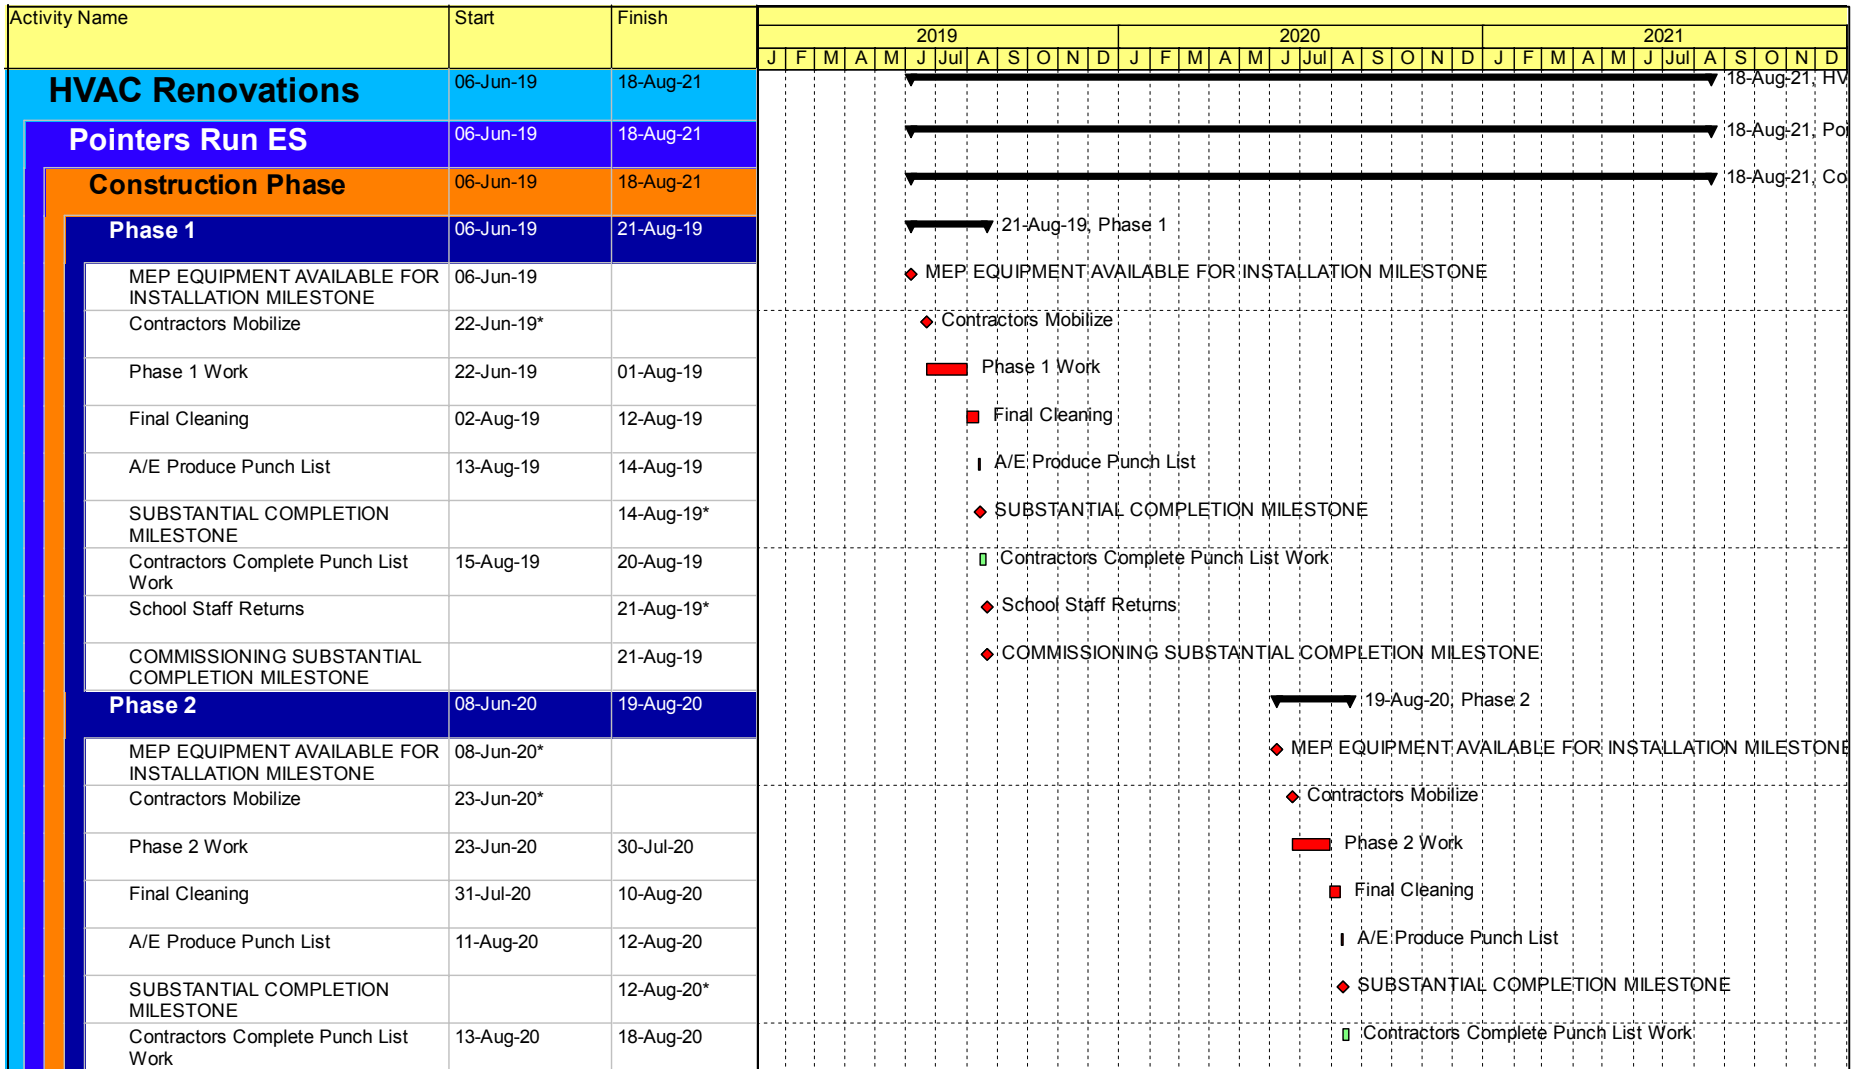 Activity Name Start Finish
2019 2020 2021
J F M A M J Jul A S O N D J F M A M J Jul A S O N D J F M A M J Jul A S O N D
HVAC Renovations 06-Jun-19 18-Aug-21 18-Aug-21, HV
Pointers Run ES 06-Jun-19 18-Aug-21 18-Aug-21, Poi
Construction Phase 06-Jun-19 18-Aug-21 18-Aug-21, Co
Phase 1 06-Jun-19 21-Aug-19 21-Aug-19, Phase 1
MEP EQUIPMENT AVAILABLE FOR 06-Jun-19 MEP EQUIPMENT AVAILABLE FOR INSTALLATION MILESTONE
INSTALLATION MILESTONE
Contractors Mobilize 22-Jun-19* Contractors Mobilize
Phase 1 Work 22-Jun-19 01-Aug-19 Phase 1 Work
Final Cleaning 02-Aug-19 12-Aug-19 Final Cleaning
A/E Produce Punch List 13-Aug-19 14-Aug-19 A/E Produce Punch List
SUBSTANTIAL COMPLETION 14-Aug-19* SUBSTANTIAL COMPLETION MILESTONE
MILESTONE
Contractors Complete Punch List 15-Aug-19 20-Aug-19 Contractors Complete Punch List Work
Work
School Staff Returns 21-Aug-19* School Staff Returns
COMMISSIONING SUBSTANTIAL 21-Aug-19 COMMISSIONING SUBSTANTIAL COMPLETION MILESTONE
COMPLETION MILESTONE
Phase 2 08-Jun-20 19-Aug-20 19-Aug-20, Phase 2
MEP EQUIPMENT AVAILABLE FOR 08-Jun-20* MEP EQUIPMENT AVAILABLE FOR INSTALLATION MILESTONE
INSTALLATION MILESTONE
Contractors Mobilize 23-Jun-20* Contractors Mobilize
Phase 2 Work 23-Jun-20 30-Jul-20 Phase 2 Work
Final Cleaning 31-Jul-20 10-Aug-20 Final Cleaning
A/E Produce Punch List 11-Aug-20 12-Aug-20 A/E Produce Punch List
SUBSTANTIAL COMPLETION 12-Aug-20* SUBSTANTIAL COMPLETION MILESTONE
MILESTONE
Contractors Complete Punch List 13-Aug-20 18-Aug-20 Contractors Complete Punch List Work
Work